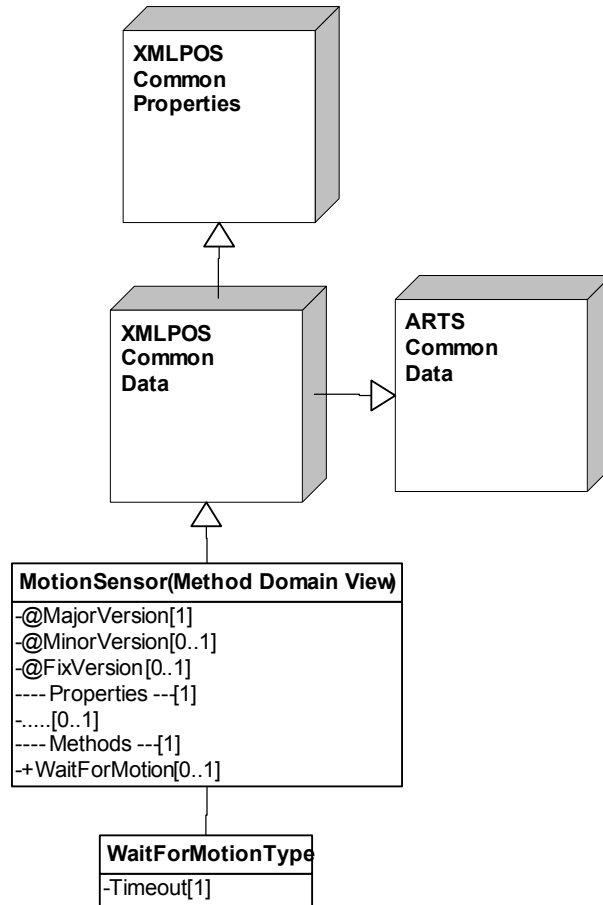 XMLPOS
Common
Properties
XMLPOS
Common
Data
ARTS
Common
Data
MotionSensor(Method Domain View)
-@MajorVersion[1]
-@MinorVersion[0..1]
-@FixVersion[0..1]
---- Properties ---[1]
-.....[0..1]
---- Methods ---[1]
-+WaitForMotion[0..1]
WaitForMotionType
-Timeout[1]